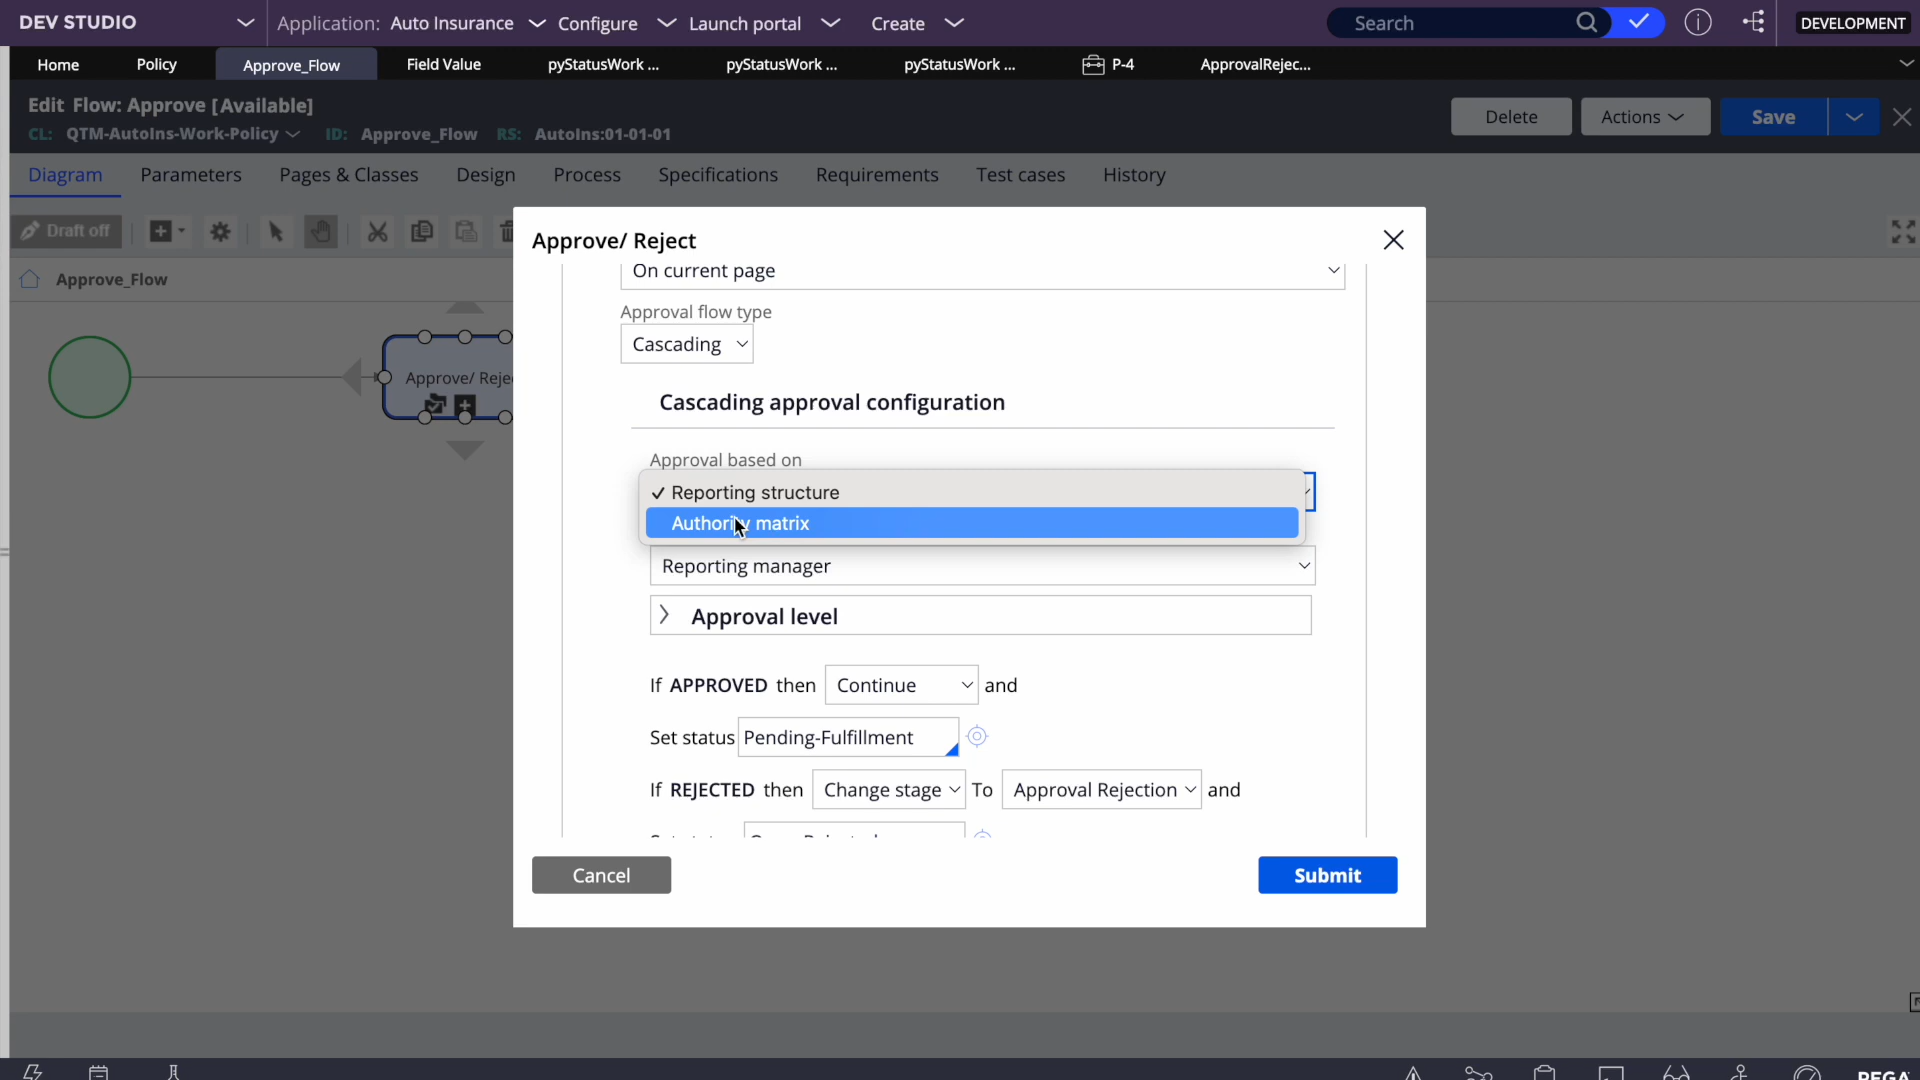 DEV STUDIO
Application: Auto Insurance
Configure
Launch portal
Create
Search
DEVELOPMENT
Home
Policy
Approve_Flow
Field Value
pyStatusWork ...
pyStatusWork ...
pyStatusWork ...
P-4
ApprovalRejec...
Edit Flow: Approve [Available]
CL: QTM-AutoIns-Work-Policy ID: Approve_Flow RS: AutoIns:01-01-01
Delete
Actions
Save
Diagram
Parameters
Pages & Classes
Design
Process
Specifications
Requirements
Test cases
History
Draft off
Approve_Flow
Approve/ Reje
Approve/ Reject
On current page
Approval flow type
Cascading
Cascading approval configuration
Approval based on
✓ Reporting structure
Authority matrix
Reporting manager
Approval level
If APPROVED then Continue and
Set status Pending-Fulfillment
If REJECTED then Change stage To Approval Rejection and
Cancel
Submit
PEGA